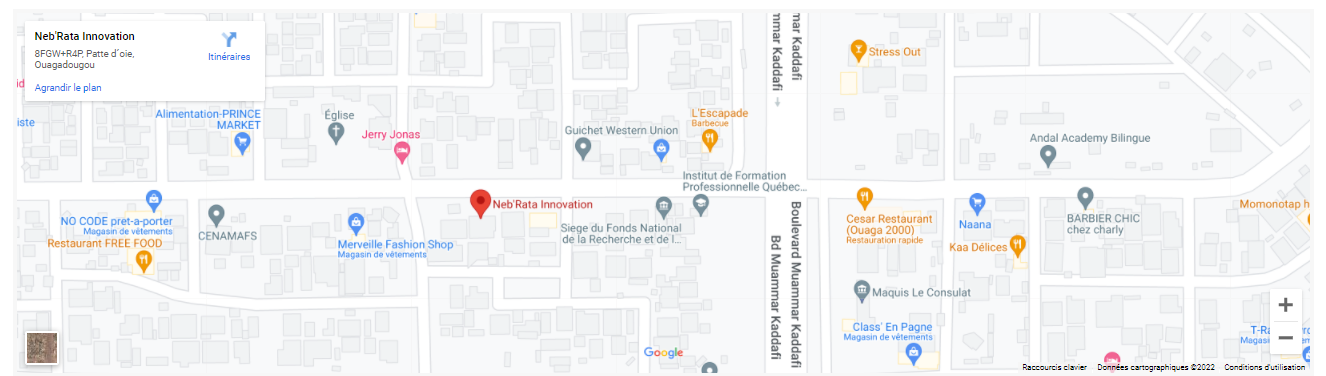 Neb'Rata Innovation
8FGW+R4P, Patte d´oie,
Ouagadougou
Itinéraires
Agrandir le plan
Alimentation-PRINCE
MARKET
Église
Jerry Jonas
Guichet Western Union
L'Escapade
Barbecue
Stress Out
Boulevard Muammar Kaddafi
Bd Muammar Kaddafi
Andal Academy Bilingue
Institut de Formation
Professionnelle Québec...
NO CODE pret-a-porter
Magasin de vêtements
Restaurant FREE FOOD
CENAMAFS
Merveille Fashion Shop
Magasin de vêtements
Neb'Rata Innovation
Siege du Fonds National
de la Recherche et de l...
Cesar Restaurant
(Ouaga 2000)
Restauration rapide
Naana
Kaa Délices
BARBIER CHIC
chez charly
Momonotap
Maquis Le Consulat
Class' En Pagne
Magasin de vêtements
Google
Raccourcis clavier
Données cartographiques ©2022
Conditions d'utilisation